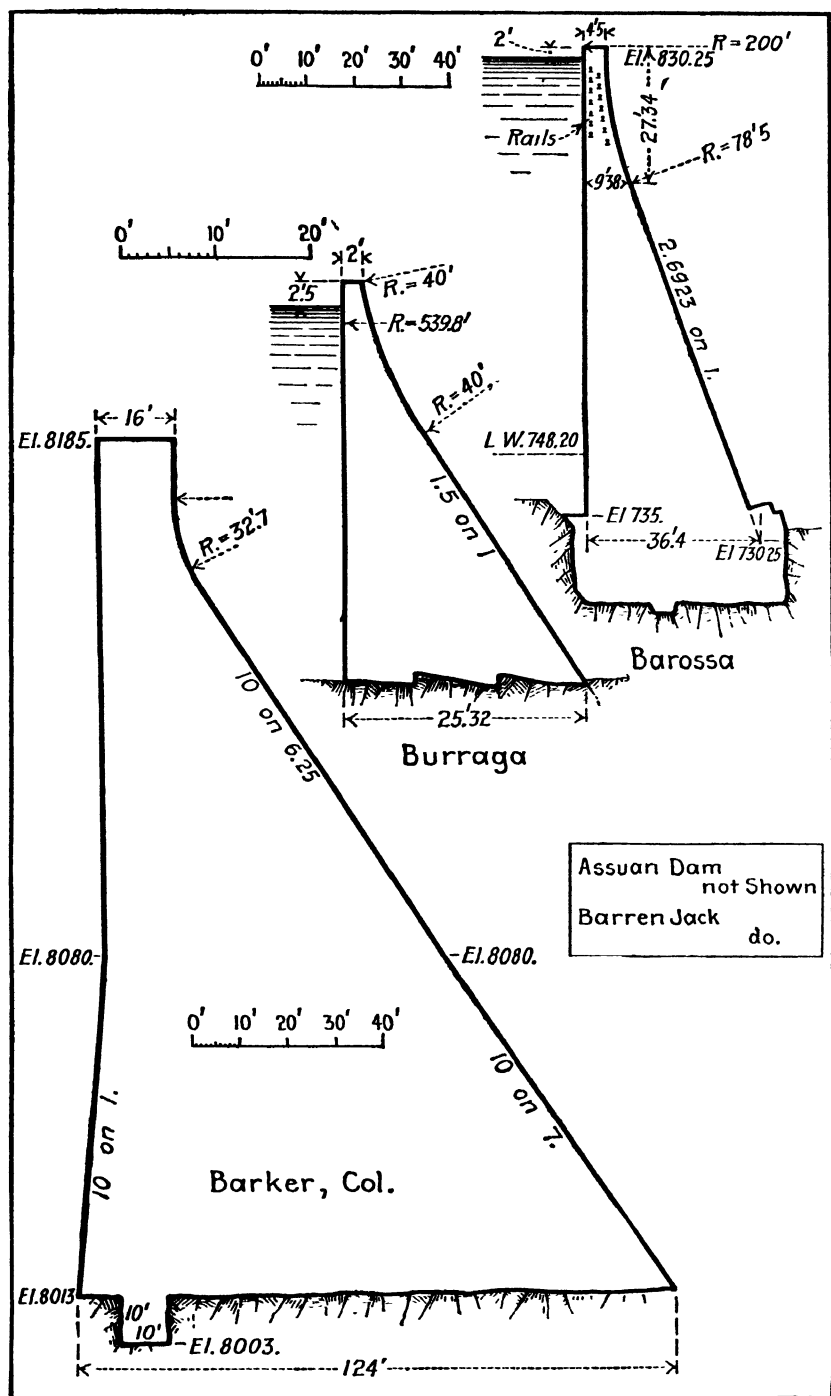 0' 10' 20' 30' 40'
2'
4'5
R=200'
El. 830.25
27.'34
Rails
R.=78'5
9'38
2.6923 on 1.
L.W. 748.20
El 735.
36.'4
El 730.25
Barossa
0' 10' 20'
2'
2'.5
R.=40'
R.=539.8'
R.=40'
1.5 on 1
25.'32
Burraga
16'
El.8185.
R.=32'.7
10 on 6.25
El.8080.
El.8080.
0' 10' 20' 30' 40'
10 on 1.
10 on 7.
Barker, Col.
El.8013
10'
10'
El.8003.
124'
Assuan Dam
not Shown
Barren Jack
do.